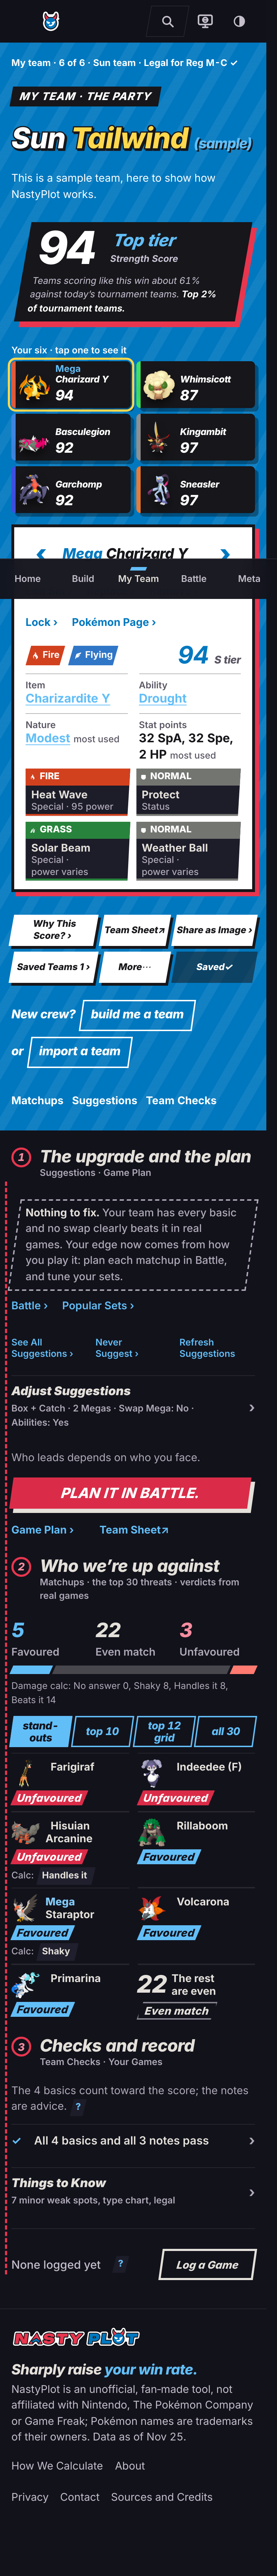 My team · 6 of 6 · Sun team · Legal for Reg M-C ✓
MY TEAM · THE PARTY
Sun Tailwind (sample)
This is a sample team, here to show how
NastyPlot works.
94 Top tier
Strength Score
Teams scoring like this win about 61%
against today's tournament teams. Top 2%
of tournament teams.
Your six · tap one to see it
Mega
Charizard Y
94
Whimsicott
87
Basculegion
92
Kingambit
97
Garchomp
92
Sneasler
97
‹ Mega Charizard Y ›
Home Build My Team Battle Meta
Lock › Pokémon Page ›
Fire Flying 94 S tier
Item
Charizardite Y
Ability
Drought
Nature
Modest most used
Stat points
32 SpA, 32 Spe,
2 HP most used
FIRE
Heat Wave
Special · 95 power
NORMAL
Protect
Status
GRASS
Solar Beam
Special ·
power varies
NORMAL
Weather Ball
Special ·
power varies
Why This
Score? ›
Team Sheet↗
Share as Image ›
Saved Teams 1 ›
More···
Saved✓
New crew? build me a team
or import a team
Matchups Suggestions Team Checks
1 The upgrade and the plan
Suggestions · Game Plan
Nothing to fix. Your team has every basic
and no swap clearly beats it in real
games. Your edge now comes from how
you play it: plan each matchup in Battle,
and tune your sets.
Battle › Popular Sets ›
See All
Suggestions ›
Never
Suggest ›
Refresh
Suggestions
Adjust Suggestions
Box + Catch · 2 Megas · Swap Mega: No ·
Abilities: Yes
›
Who leads depends on who you face.
PLAN IT IN BATTLE.
Game Plan › Team Sheet↗
2 Who we're up against
Matchups · the top 30 threats · verdicts from
real games
5
Favoured
22
Even match
3
Unfavoured
Damage calc: No answer 0, Shaky 8, Handles it 8,
Beats it 14
stand-
outs
top 10
top 12
grid
all 30
Farigiraf
Unfavoured
Indeedee (F)
Unfavoured
Hisuian
Arcanine
Unfavoured
Calc: Handles it
Rillaboom
Favoured
Mega
Staraptor
Favoured
Calc: Shaky
Volcarona
Favoured
Primarina
Favoured
22 The rest
are even
Even match
3 Checks and record
Team Checks · Your Games
The 4 basics count toward the score; the notes
are advice. ?
✓ All 4 basics and all 3 notes pass ›
Things to Know
7 minor weak spots, type chart, legal
›
None logged yet ? Log a Game
NASTY PLOT
Sharply raise your win rate.
NastyPlot is an unofficial, fan-made tool, not
affiliated with Nintendo, The Pokémon Company
or Game Freak; Pokémon names are trademarks
of their owners. Data as of Nov 25.
How We Calculate About
Privacy Contact Sources and Credits